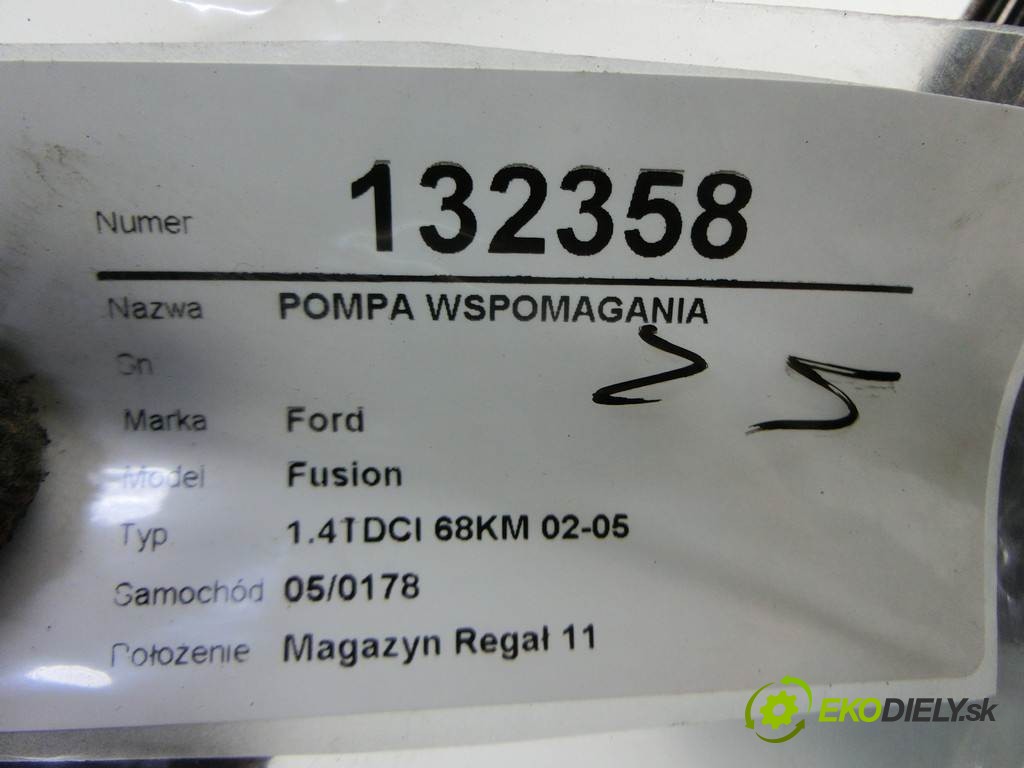 Numer 132358
Nazwa POMPA WSPOMAGANIA
Gn
Marka Ford
Model Fusion
Typ 1.4TDCI 68KM 02-05
Samochód 05/0178
Położenie Magazyn Regał 11
EKODIELY.sk